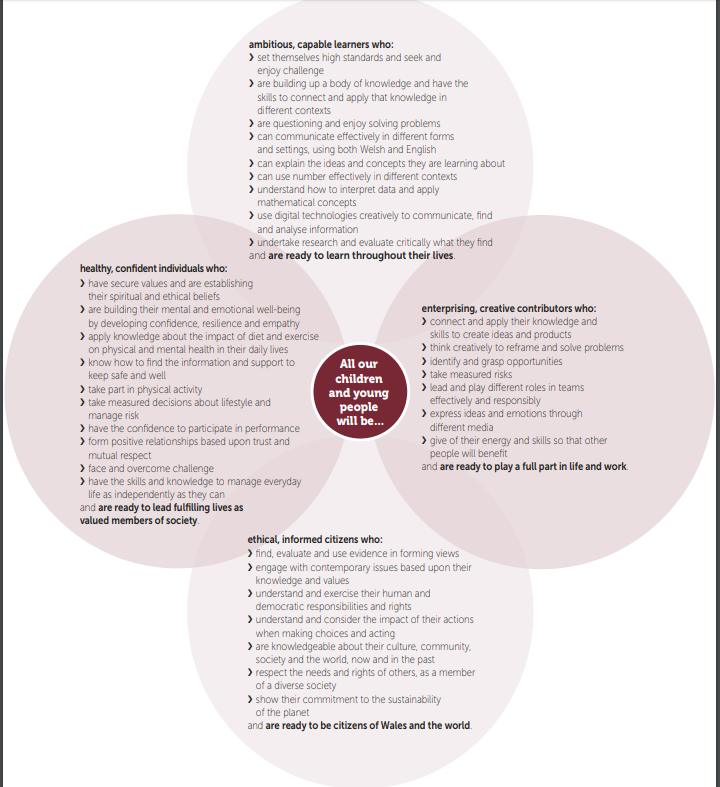 ambitious, capable learners who:
❯ set themselves high standards and seek and
enjoy challenge
❯ are building up a body of knowledge and have the
skills to connect and apply that knowledge in
different contexts
❯ are questioning and enjoy solving problems
❯ can communicate effectively in different forms
and settings, using both Welsh and English
❯ can explain the ideas and concepts they are learning about
❯ can use number effectively in different contexts
❯ understand how to interpret data and apply
mathematical concepts
❯ use digital technologies creatively to communicate, find
and analyse information
❯ undertake research and evaluate critically what they find
and are ready to learn throughout their lives.
healthy, confident individuals who:
❯ have secure values and are establishing
their spiritual and ethical beliefs
❯ are building their mental and emotional well-being
by developing confidence, resilience and empathy
❯ apply knowledge about the impact of diet and exercise
on physical and mental health in their daily lives
❯ know how to find the information and support to
keep safe and well
❯ take part in physical activity
❯ take measured decisions about lifestyle and
manage risk
❯ have the confidence to participate in performance
❯ form positive relationships based upon trust and
mutual respect
❯ face and overcome challenge
❯ have the skills and knowledge to manage everyday
life as independently as they can
and are ready to lead fulfilling lives as
valued members of society.
All our
children
and young
people
will be...
enterprising, creative contributors who:
❯ connect and apply their knowledge and
skills to create ideas and products
❯ think creatively to reframe and solve problems
❯ identify and grasp opportunities
❯ take measured risks
❯ lead and play different roles in teams
effectively and responsibly
❯ express ideas and emotions through
different media
❯ give of their energy and skills so that other
people will benefit
and are ready to play a full part in life and work.
ethical, informed citizens who:
❯ find, evaluate and use evidence in forming views
❯ engage with contemporary issues based upon their
knowledge and values
❯ understand and exercise their human and
democratic responsibilities and rights
❯ understand and consider the impact of their actions
when making choices and acting
❯ are knowledgeable about their culture, community,
society and the world, now and in the past
❯ respect the needs and rights of others, as a member
of a diverse society
❯ show their commitment to the sustainability
of the planet
and are ready to be citizens of Wales and the world.